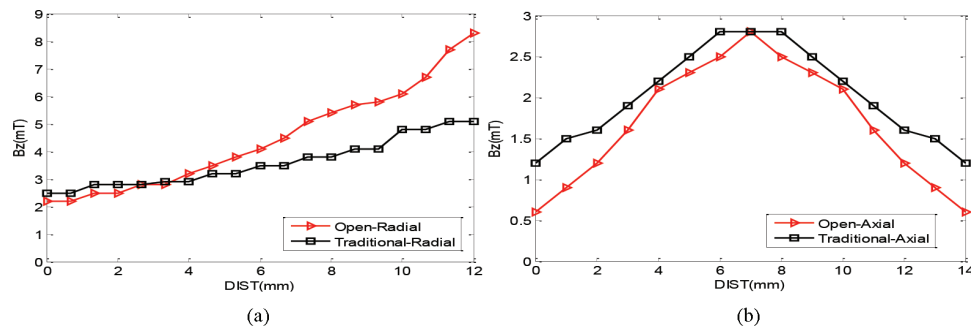 9
8
7
6
5
4
3
2
1
0
Bz(mT)
0 2 4 6 8 10 12
DIST(mm)
Open-Radial
Traditional-Radial
(a)
3
2.5
2
1.5
1
0.5
0
Bz(mT)
0 2 4 6 8 10 12 14
DIST(mm)
Open-Axial
Traditional-Axial
(b)